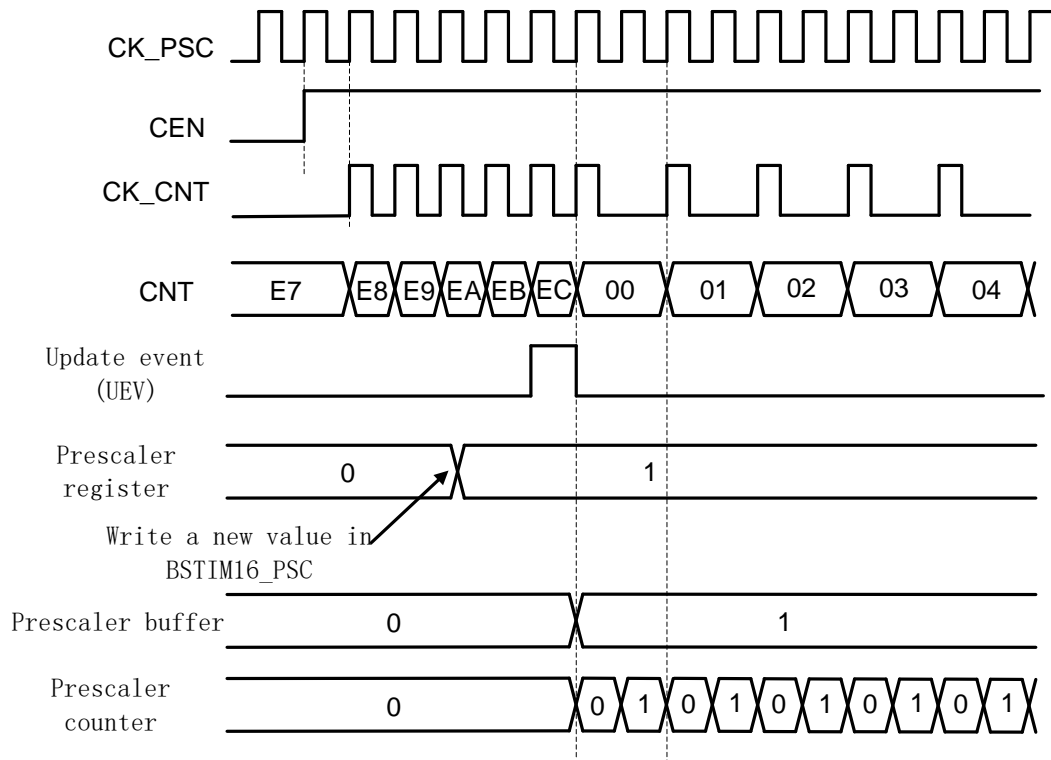 CK_PSC
CEN
CK_CNT
CNT E7 E8 E9 EA EB EC 00 01 02 03 04
Update event
(UEV)
Prescaler
register
0 1
Write a new value in
BSTIM16_PSC
Prescaler buffer 0 1
Prescaler
counter
0 0 1 0 1 0 1 0 1 0 1